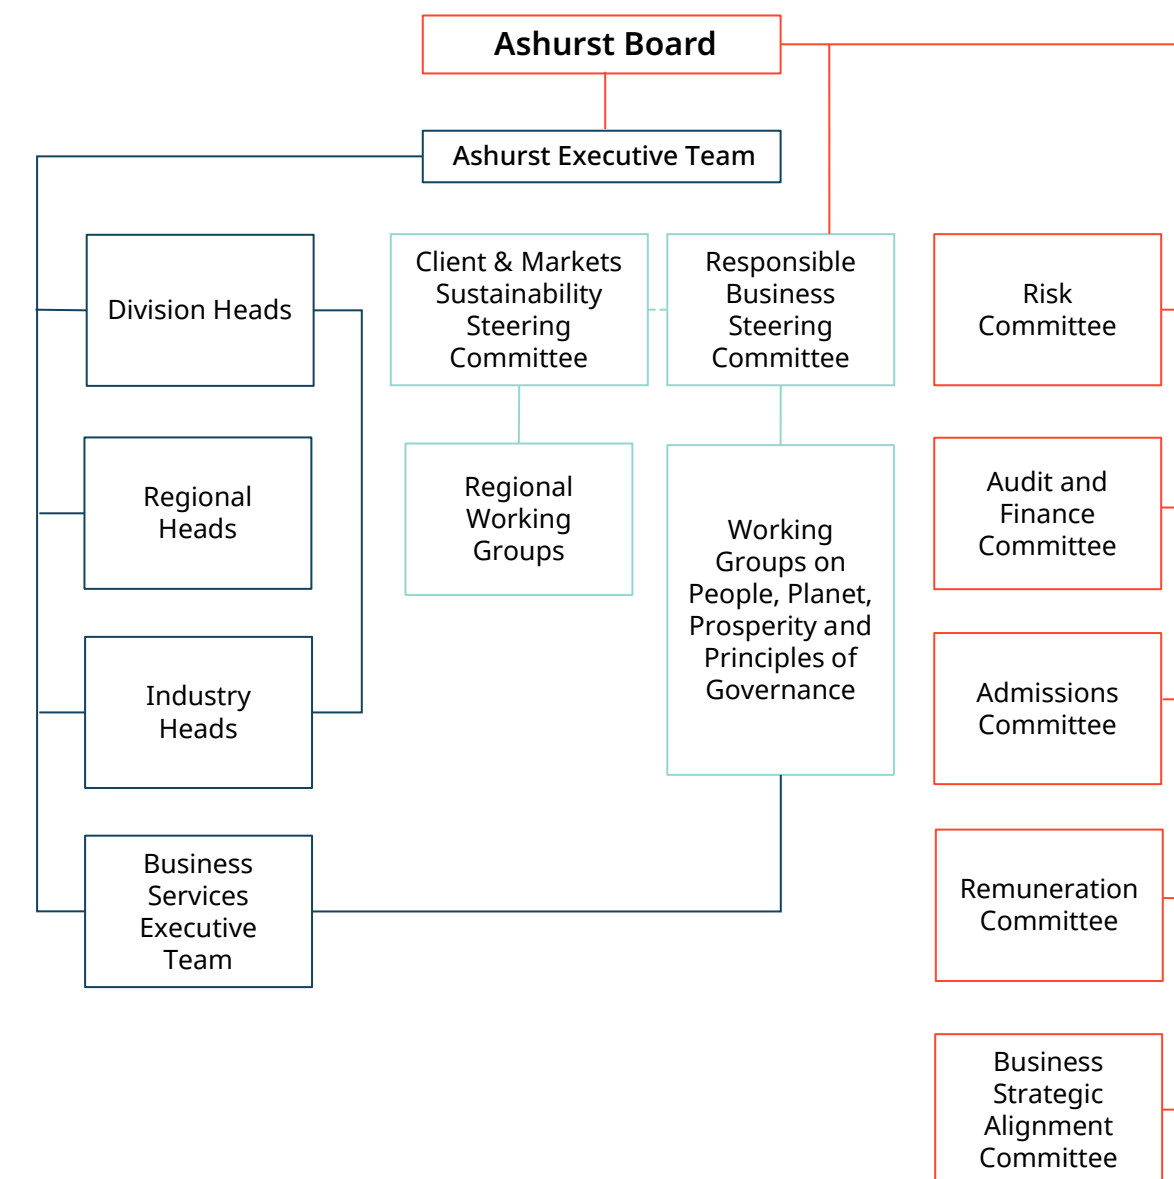 Ashurst Board
Ashurst Executive Team
Division Heads
Client & Markets
Sustainability
Steering
Committee
Responsible
Business
Steering
Committee
Risk
Committee
Regional
Heads
Regional
Working
Groups
Working
Groups on
People, Planet,
Prosperity and
Principles of
Governance
Audit and
Finance
Committee
Industry
Heads
Admissions
Committee
Business
Services
Executive
Team
Remuneration
Committee
Business
Strategic
Alignment
Committee